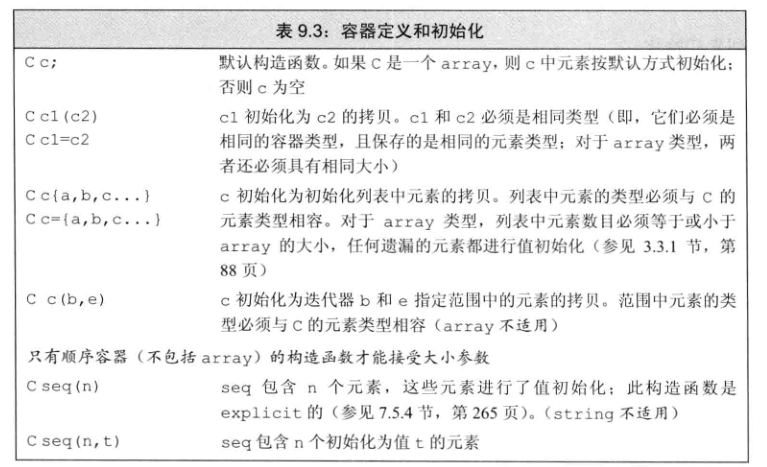 表 9.3：容器定义和初始化
C c; 默认构造函数。如果 C 是一个 array，则 c 中元素按默认方式初始化；
否则 c 为空
C c1(c2) c1 初始化为 c2 的拷贝。c1 和 c2 必须是相同类型（即，它们必须是
C c1=c2 相同的容器类型，且保存的是相同的元素类型；对于 array 类型，两
者还必须具有相同大小）
C c{a,b,c...} c 初始化为初始化列表中元素的拷贝。列表中元素的类型必须与 C 的
C c={a,b,c...} 元素类型相容。对于 array 类型，列表中元素数目必须等于或小于
array 的大小，任何遗漏的元素都进行值初始化（参见 3.3.1 节，第
88 页）
C c(b,e) c 初始化为迭代器 b 和 e 指定范围中的元素的拷贝。范围中元素的类
型必须与 C 的元素类型相容（array 不适用）
只有顺序容器（不包括 array）的构造函数才能接受大小参数
C seq(n) seq 包含 n 个元素，这些元素进行了值初始化；此构造函数是
explicit 的（参见 7.5.4 节，第 265 页）。（string 不适用）
C seq(n,t) seq 包含 n 个初始化为值 t 的元素